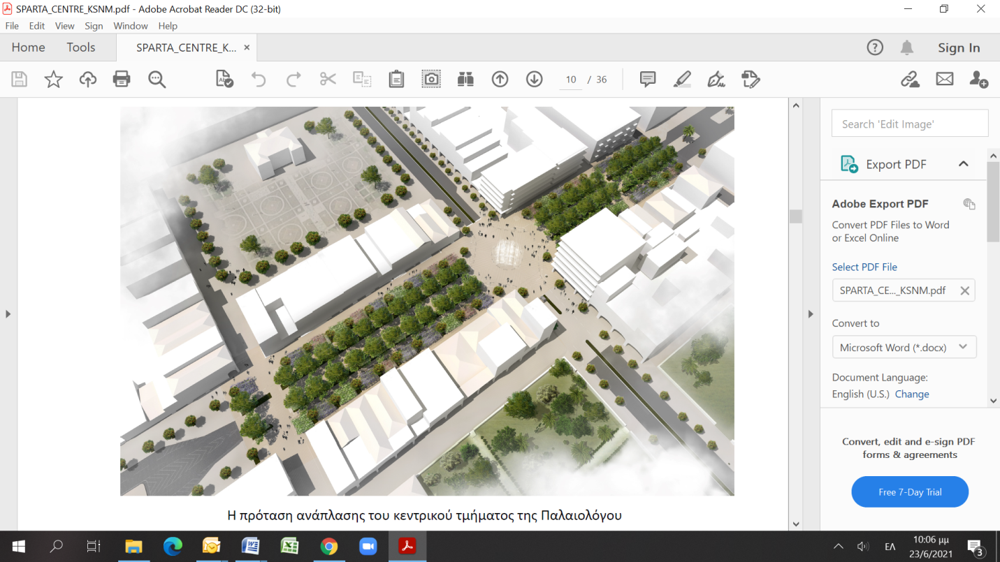 SPARTA_CENTRE_KSNM.pdf - Adobe Acrobat Reader DC (32-bit)
File Edit View Sign Window Help
Home Tools SPARTA_CENTRE_K... × Sign In
10 / 36
Search 'Edit Image'
Export PDF
Adobe Export PDF
Convert PDF Files to Word
or Excel Online
Select PDF File
SPARTA_CE..._KSNM.pdf
Convert to
Microsoft Word (*.docx)
Document Language:
English (U.S.) Change
Convert, edit and e-sign PDF
forms & agreements
Free 7-Day Trial
Η πρόταση ανάπλασης του κεντρικού τμήματος της Παλαιολόγου
ΕΛ
10:06 μμ
23/6/2021
3